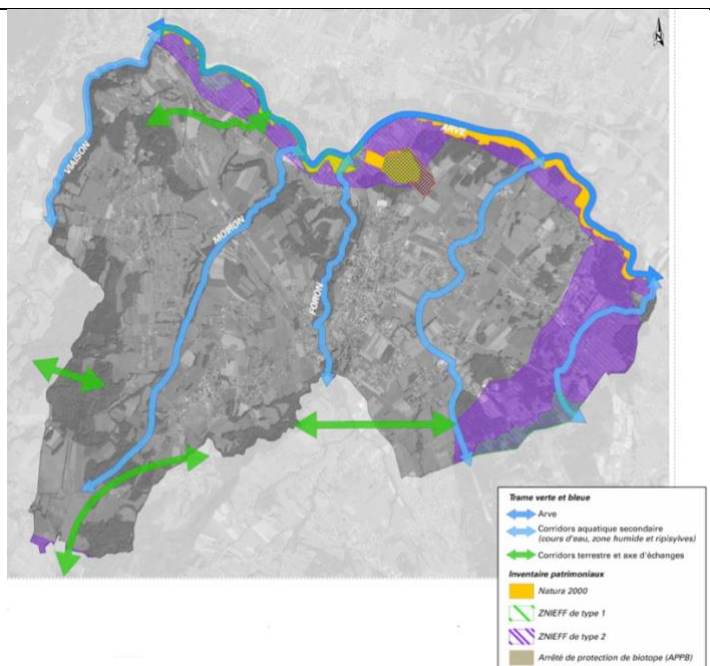 N
ARVE
VIAISON
MOIRON
FORON
Trame verte et bleue
Arve
Corridors aquatique secondaire
(cours d'eau, zone humide et ripisylves)
Corridors terrestre et axe d'échanges
Inventaire patrimoniaux
Natura 2000
ZNIEFF de type 1
ZNIEFF de type 2
Arrêté de protection de biotope (APPB)